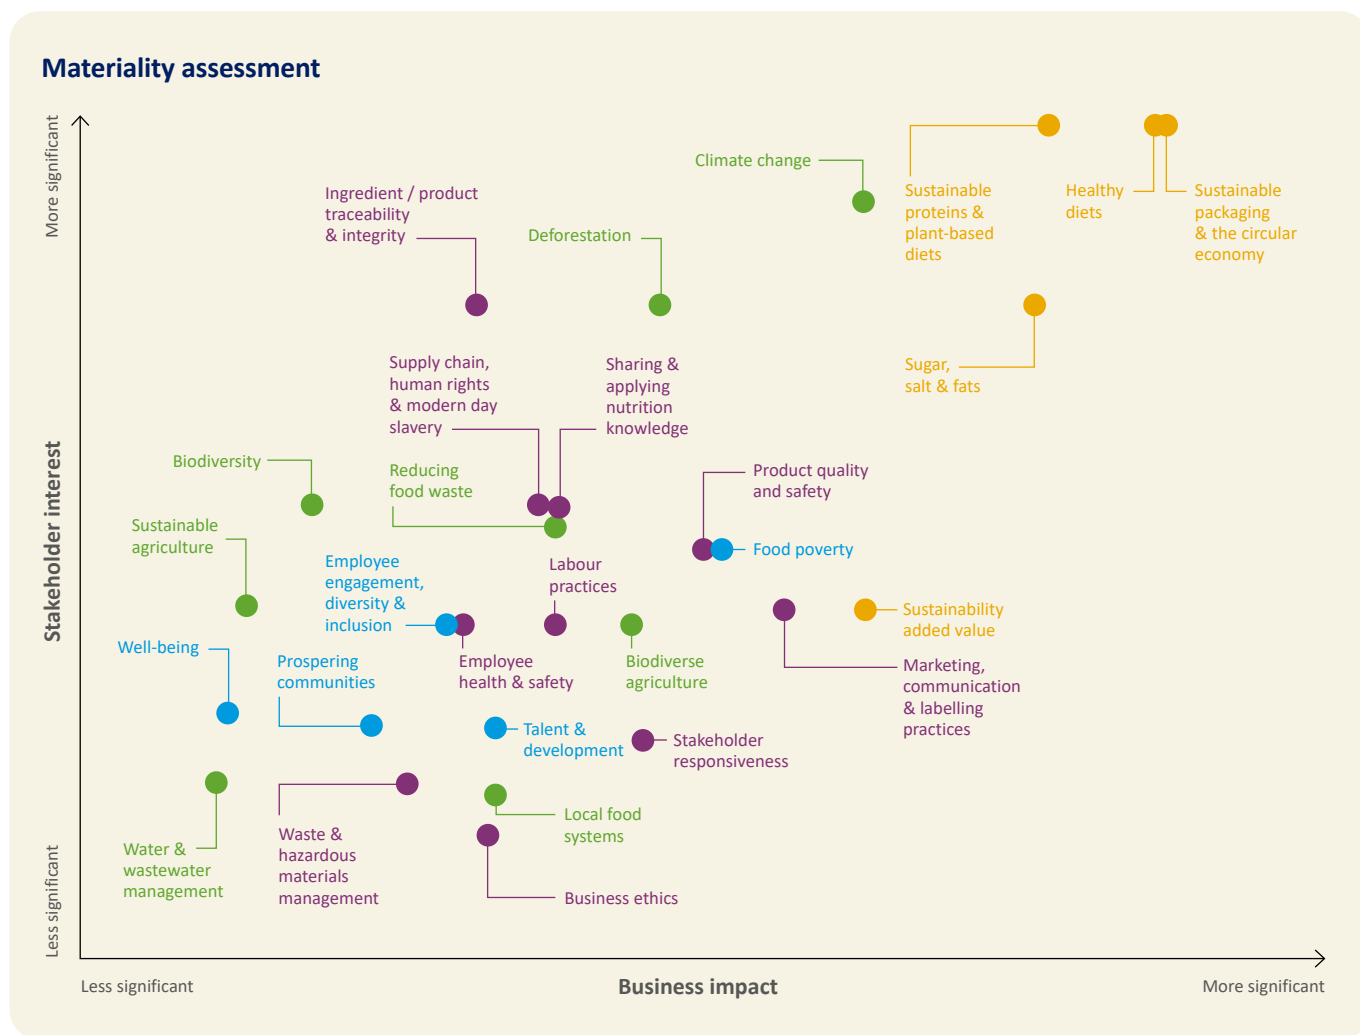 Materiality assessment
More significant
Stakeholder interest
Less significant
Climate change
Ingredient / product
traceability
& integrity
Deforestation
Sustainable
proteins &
plant-based
diets
Healthy
diets
Sustainable
packaging
& the circular
economy
Supply chain,
human rights
& modern day
slavery
Sharing &
applying
nutrition
knowledge
Sugar,
salt & fats
Biodiversity
Reducing
food waste
Product quality
and safety
Sustainable
agriculture
Employee
engagement,
diversity &
inclusion
Labour
practices
Food poverty
Sustainability
added value
Well-being
Prospering
communities
Employee
health & safety
Biodiverse
agriculture
Marketing,
communication
& labelling
practices
Talent &
development
Stakeholder
responsiveness
Water &
wastewater
management
Waste &
hazardous
materials
management
Local food
systems
Business ethics
Less significant
Business impact
More significant